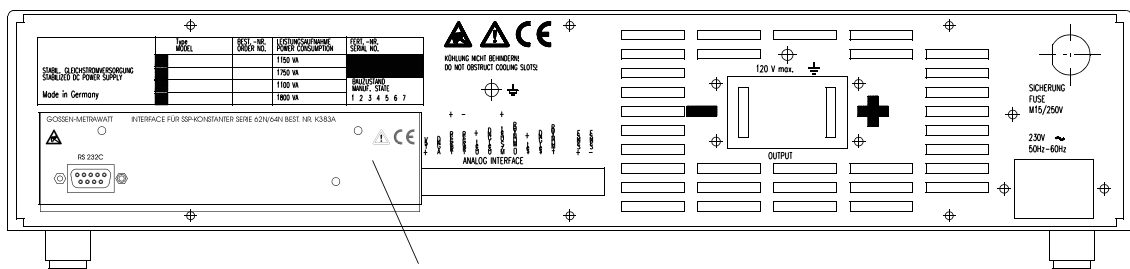 Type
MODEL
BEST.-NR.
ORDER NO.
LEISTUNGSAUFNAHME
POWER CONSUMPTION
FERT.-NR.
SERIAL NO.
STABIL. GLEICHSTROMVERSORGUNG
STABILIZED DC POWER SUPPLY
Made in Germany
1150 VA
1750 VA
1100 VA
1800 VA
BAUZUSTAND
MANUF. STATE
1 2 3 4 5 6 7
CE
KÜHLUNG NICHT BEHINDERN!
DO NOT OBSTRUCT COOLING SLOTS!
GOSSEN-METRAWATT
INTERFACE FÜR SSP-KONSTANTER SERIE 62N/64N BEST. NR. K383A
CE
RS 232C
ANALOG INTERFACE
120 V max.
OUTPUT
SICHERUNG
FUSE
M15/250V
230V ~
50Hz-60Hz